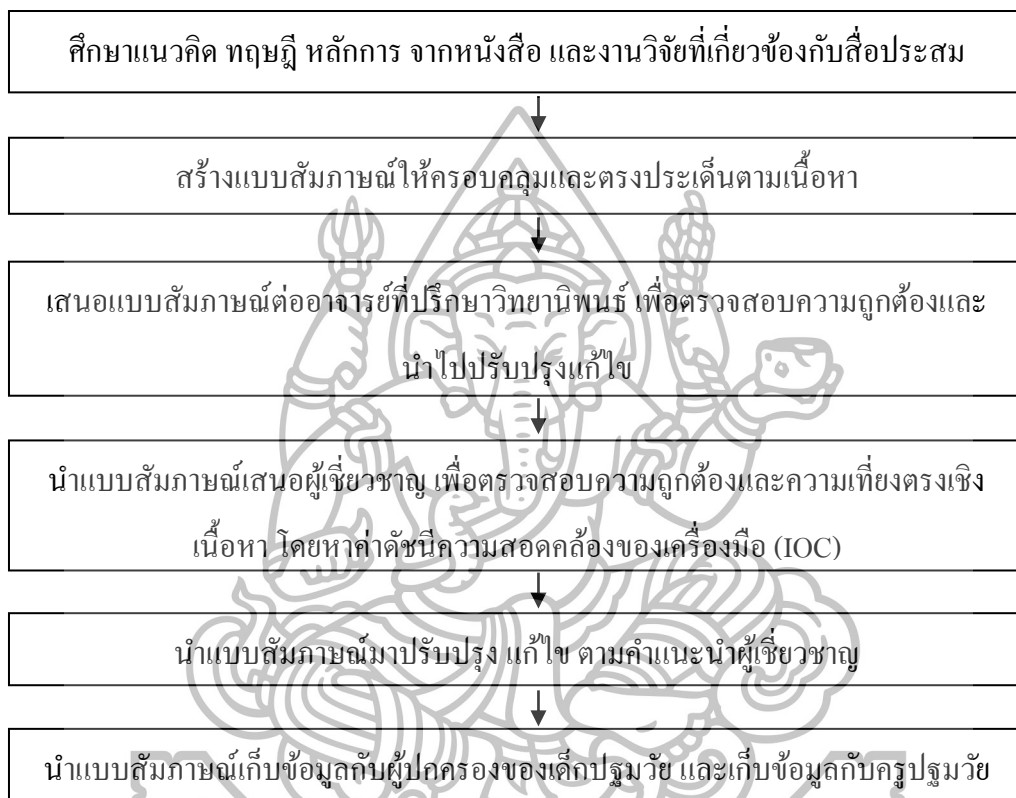 ศึกษาแนวคิด ทฤษฎี หลักการ จากหนังสือ และงานวิจัยที่เกี่ยวข้องกับสื่อประสม
สร้างแบบสัมภาษณ์ให้ครอบคลุมและตรงประเด็นตามเนื้อหา
เสนอแบบสัมภาษณ์ต่ออาจารย์ที่ปรึกษาวิทยานิพนธ์ เพื่อตรวจสอบความถูกต้องและ
นำไปปรับปรุงแก้ไข
นำแบบสัมภาษณ์เสนอผู้เชี่ยวชาญ เพื่อตรวจสอบความถูกต้องและความเที่ยงตรงเชิง
เนื้อหา โดยหาค่าดัชนีความสอดคล้องของเครื่องมือ (IOC)
นำแบบสัมภาษณ์มาปรับปรุง แก้ไข ตามคำแนะนำผู้เชี่ยวชาญ
นำแบบสัมภาษณ์เก็บข้อมูลกับผู้ปกครองของเด็กปฐมวัย และเก็บข้อมูลกับครูปฐมวัย